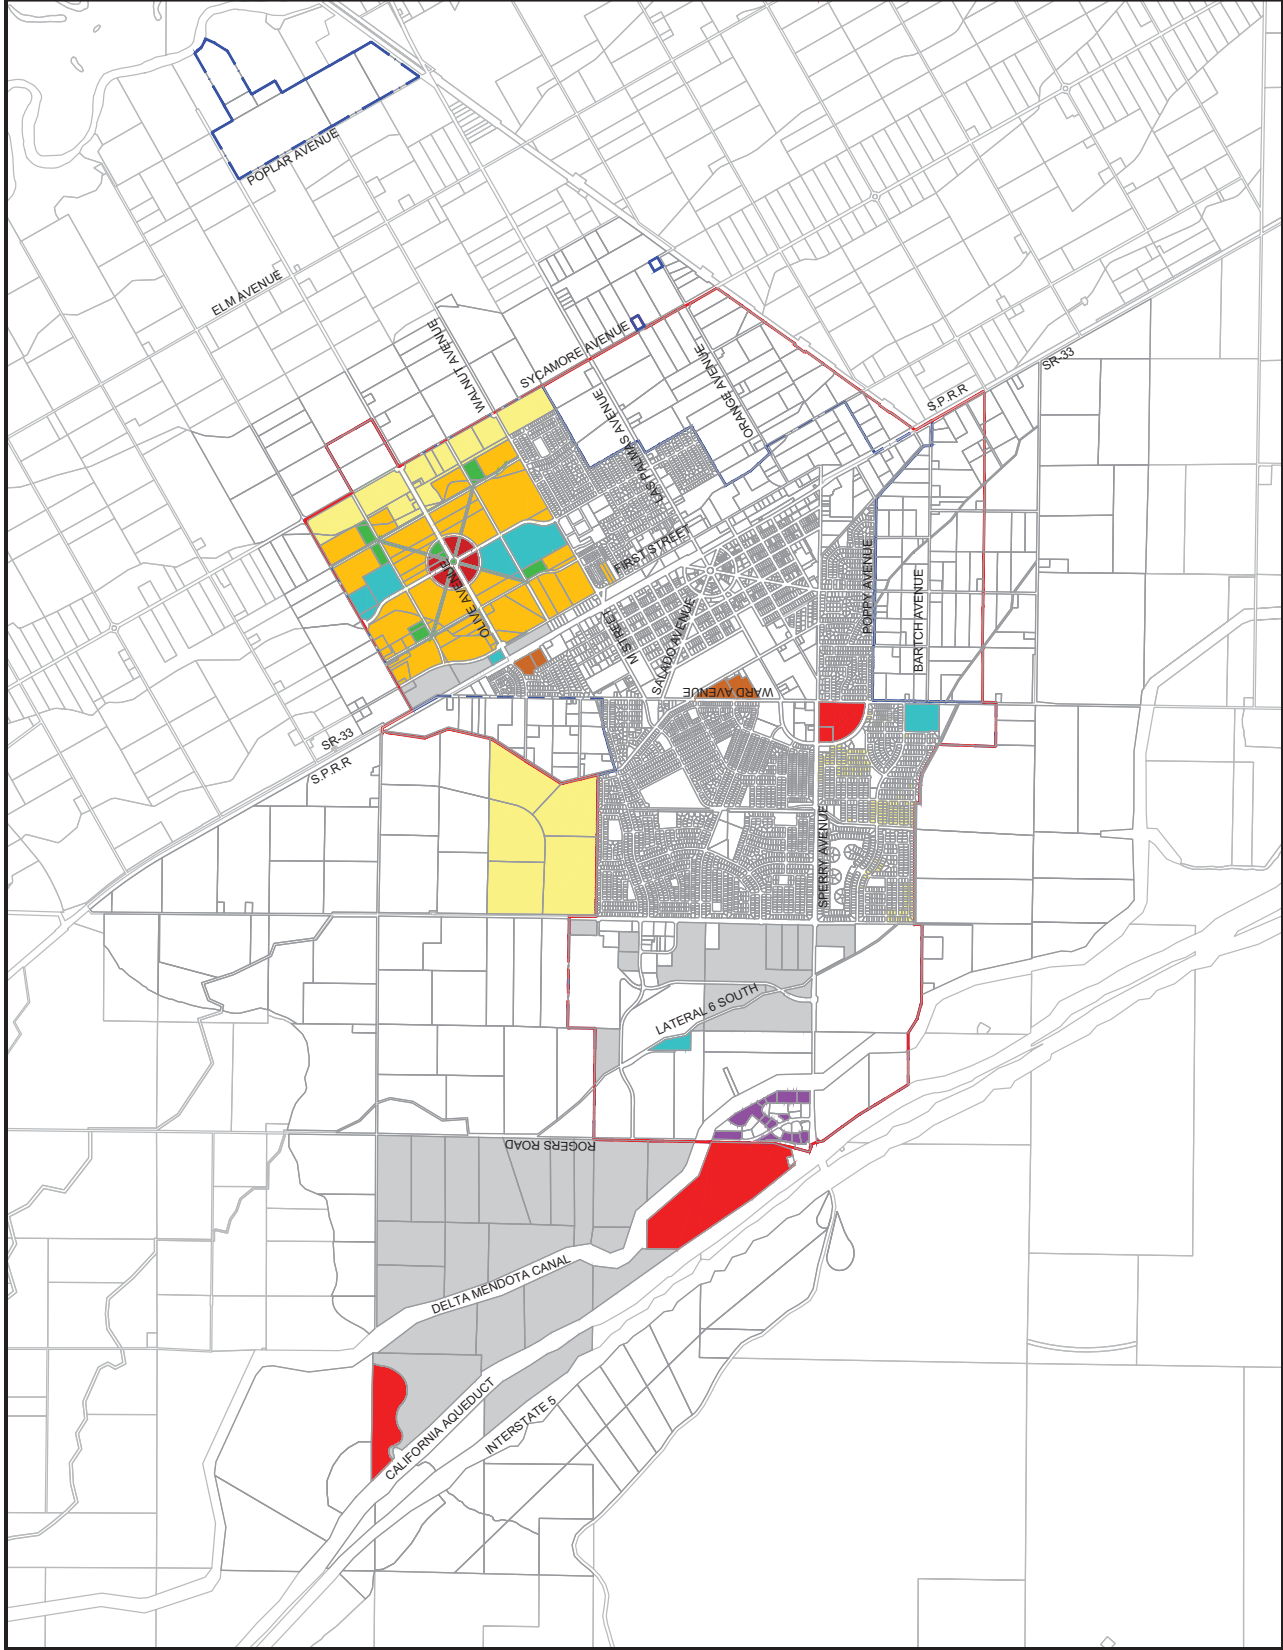 POPLAR AVENUE
ELM AVENUE
WALNUT AVENUE
SYCAMORE AVENUE
ORANGE AVENUE
LAS PALMAS AVENUE
S.P.R.R
SR-33
FIRST STREET
OLIVE AVENUE
M STREET
SALADO AVENUE
POPPY AVENUE
BARTCH AVENUE
WARD AVENUE
SR-33
S.P.R.R
SPERRY AVENUE
LATERAL 6 SOUTH
ROGERS ROAD
DELTA MENDOTA CANAL
CALIFORNIA AQUEDUCT
INTERSTATE 5